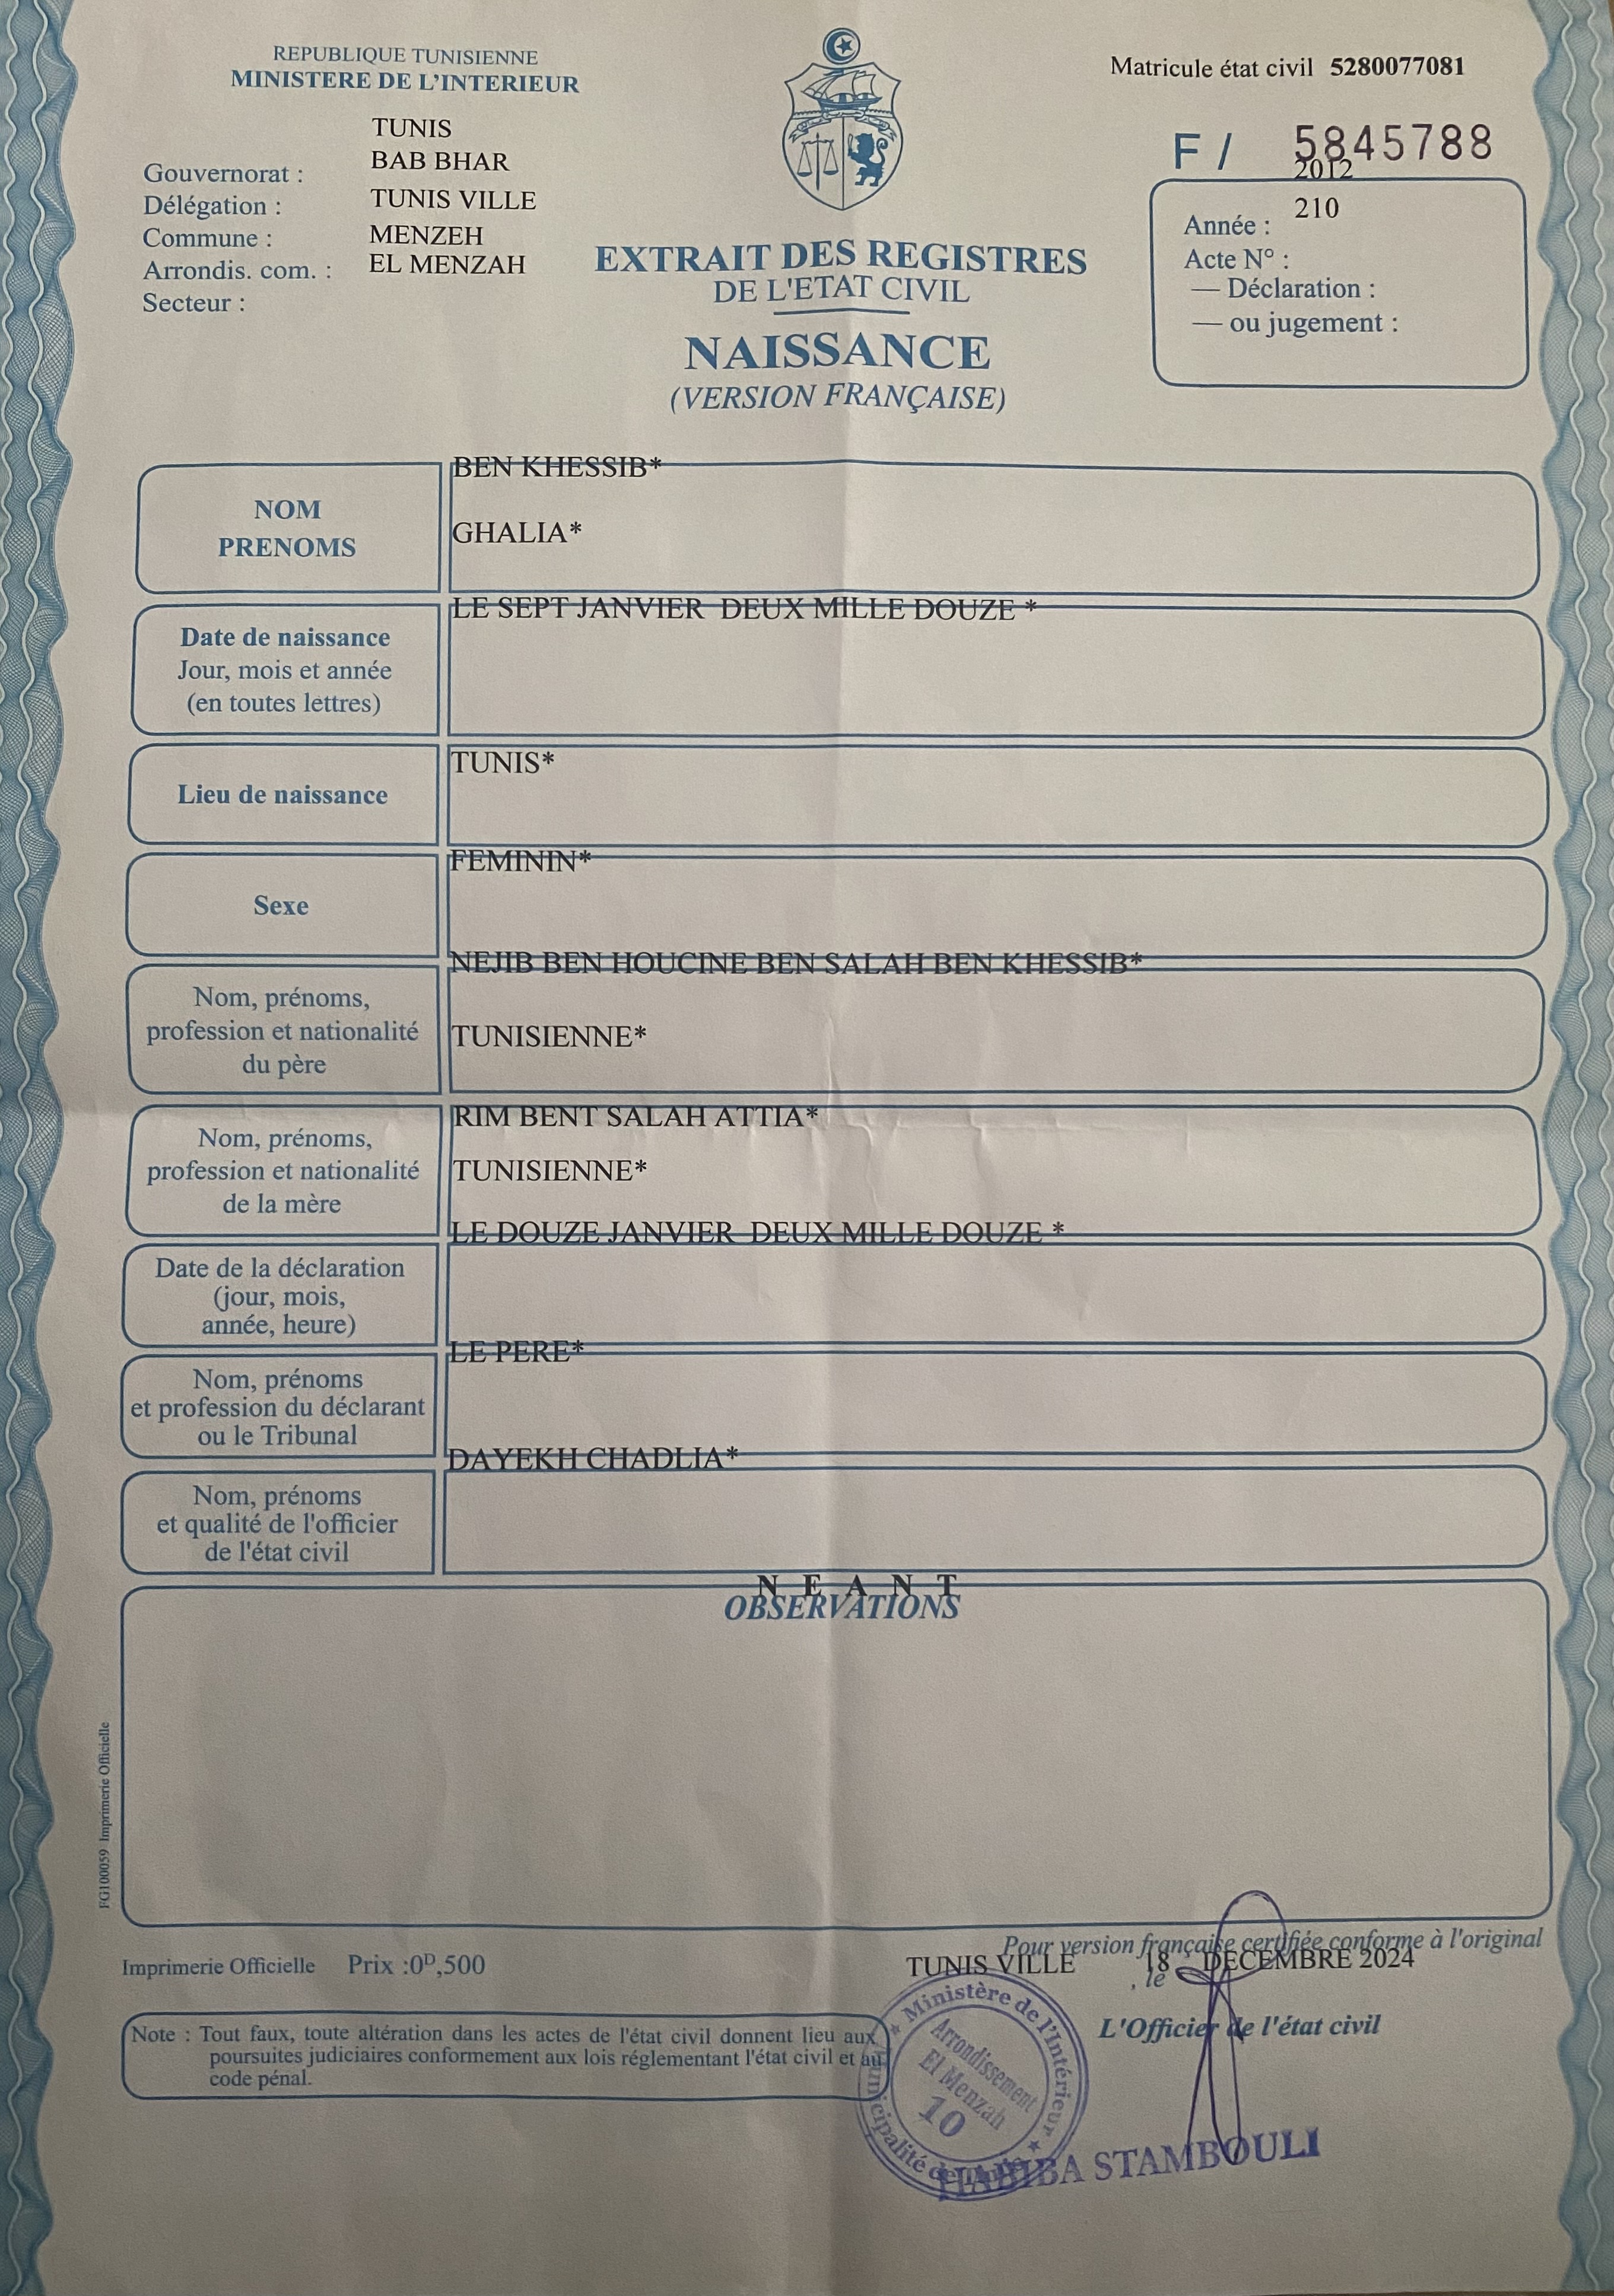 REPUBLIQUE TUNISIENNE
MINISTERE DE L'INTERIEUR
Matricule état civil 5280077081
F / 5845788
TUNIS
BAB BHAR
TUNIS VILLE
MENZEH
EL MENZAH
Gouvernorat :
Délégation :
Commune :
Arrondis. com. :
Secteur :
2012
210
Année :
Acte N° :
— Déclaration :
— ou jugement :
EXTRAIT DES REGISTRES
DE L'ETAT CIVIL
NAISSANCE
(VERSION FRANÇAISE)
NOM
PRENOMS
BEN KHESSIB*
GHALIA*
Date de naissance
Jour, mois et année
(en toutes lettres)
LE SEPT JANVIER DEUX MILLE DOUZE *
Lieu de naissance
TUNIS*
Sexe
FEMININ*
Nom, prénoms,
profession et nationalité
du père
NEJIB BEN HOUCINE BEN SALAH BEN KHESSIB*
TUNISIENNE*
Nom, prénoms,
profession et nationalité
de la mère
RIM BENT SALAH ATTIA*
TUNISIENNE*
Date de la déclaration
(jour, mois,
année, heure)
LE DOUZE JANVIER DEUX MILLE DOUZE *
Nom, prénoms
et profession du déclarant
ou le Tribunal
LE PERE*
Nom, prénoms
et qualité de l'officier
de l'état civil
DAYEKH CHADLIA*
N E A N T
OBSERVATIONS
FG100059 Imprimerie Officielle
Pour version française certifiée conforme à l'original
Imprimerie Officielle Prix :0ᴰ,500
TUNIS VILLE , le 18 DECEMBRE 2024
L'Officier de l'état civil
Note : Tout faux, toute altération dans les actes de l'état civil donnent lieu aux
poursuites judiciaires conformement aux lois réglementant l'état civil et au
code pénal.
Ministère de l'Intérieur
Arrondissement
El Menzah
10
Municipalité de
HABIBA STAMBOULI